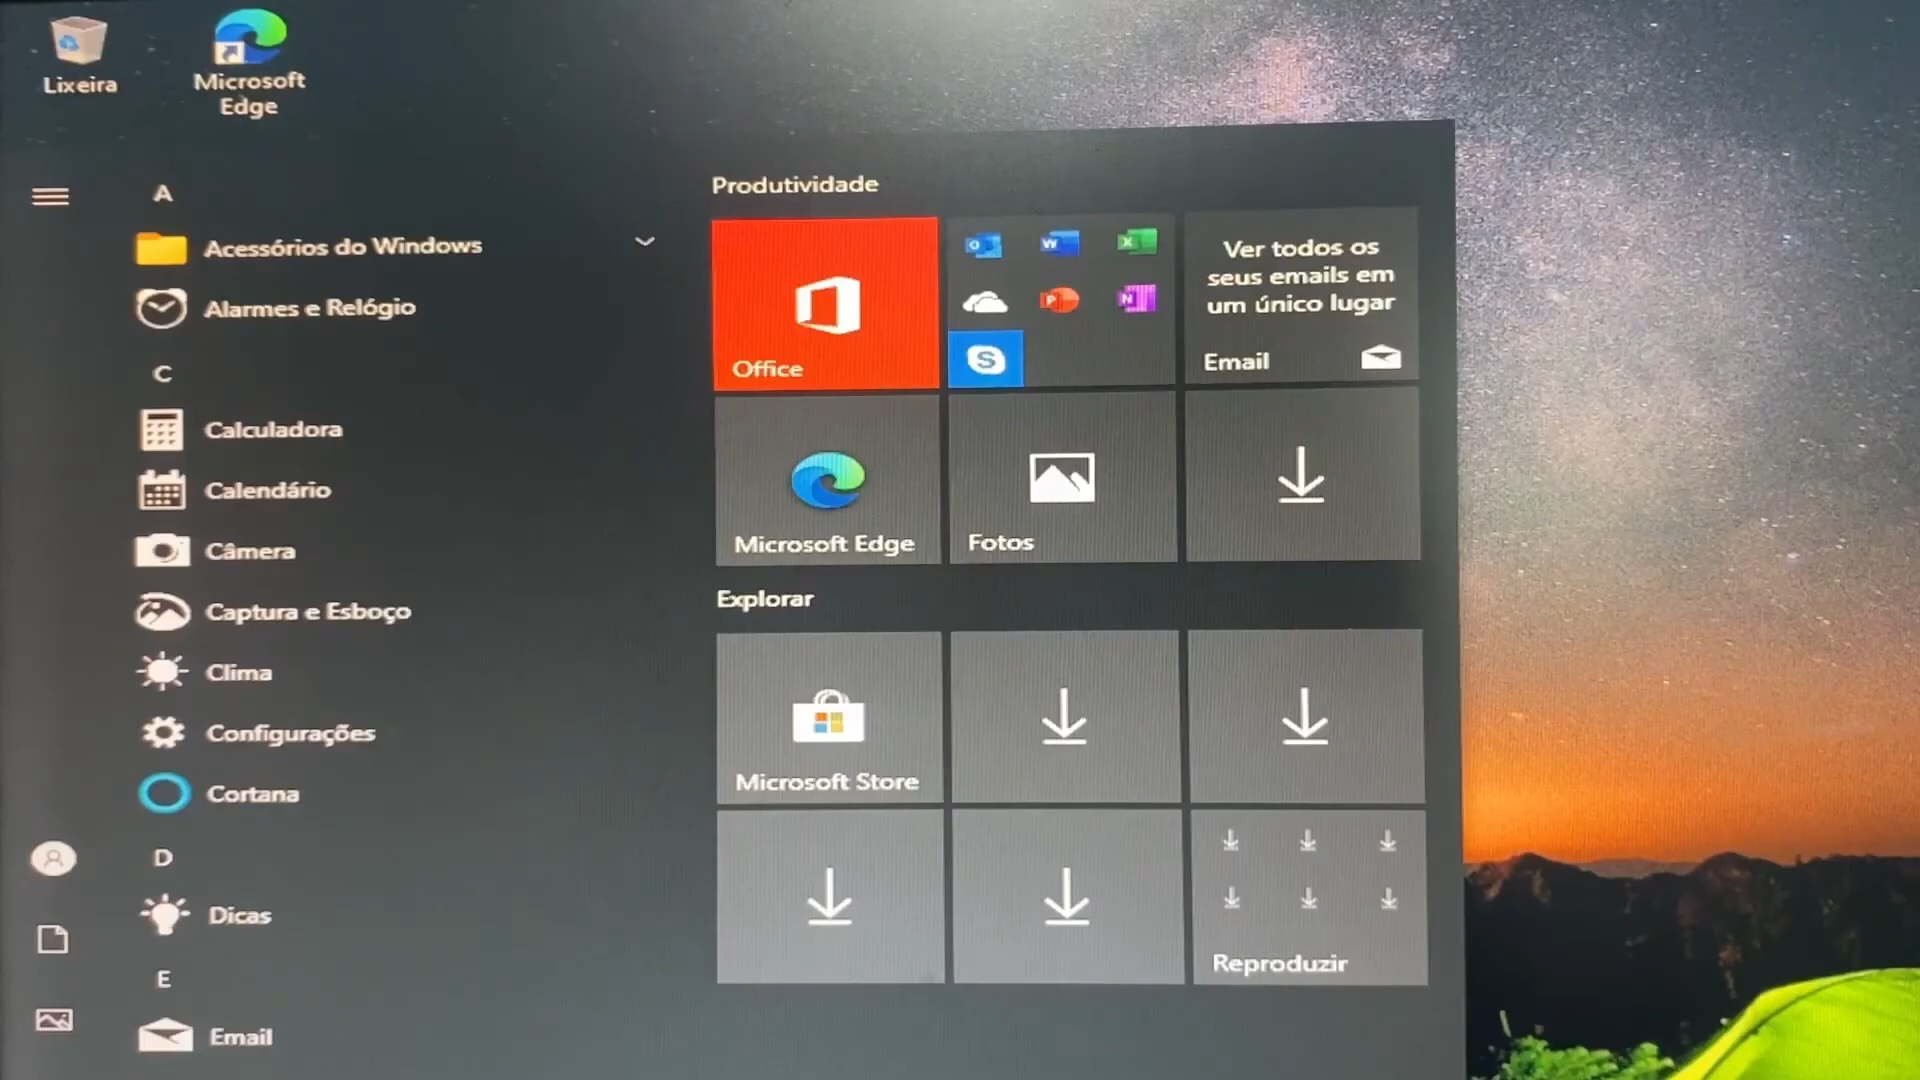 Lixeira
Microsoft
Edge
A
Acessórios do Windows
Alarmes e Relógio
C
Calculadora
Calendário
Câmera
Captura e Esboço
Clima
Configurações
Cortana
D
Dicas
E
Email
Produtividade
Office
O
W
X
P
N
S
Ver todos os
seus emails em
um único lugar
Email
Microsoft Edge
Fotos
Explorar
Microsoft Store
Reproduzir